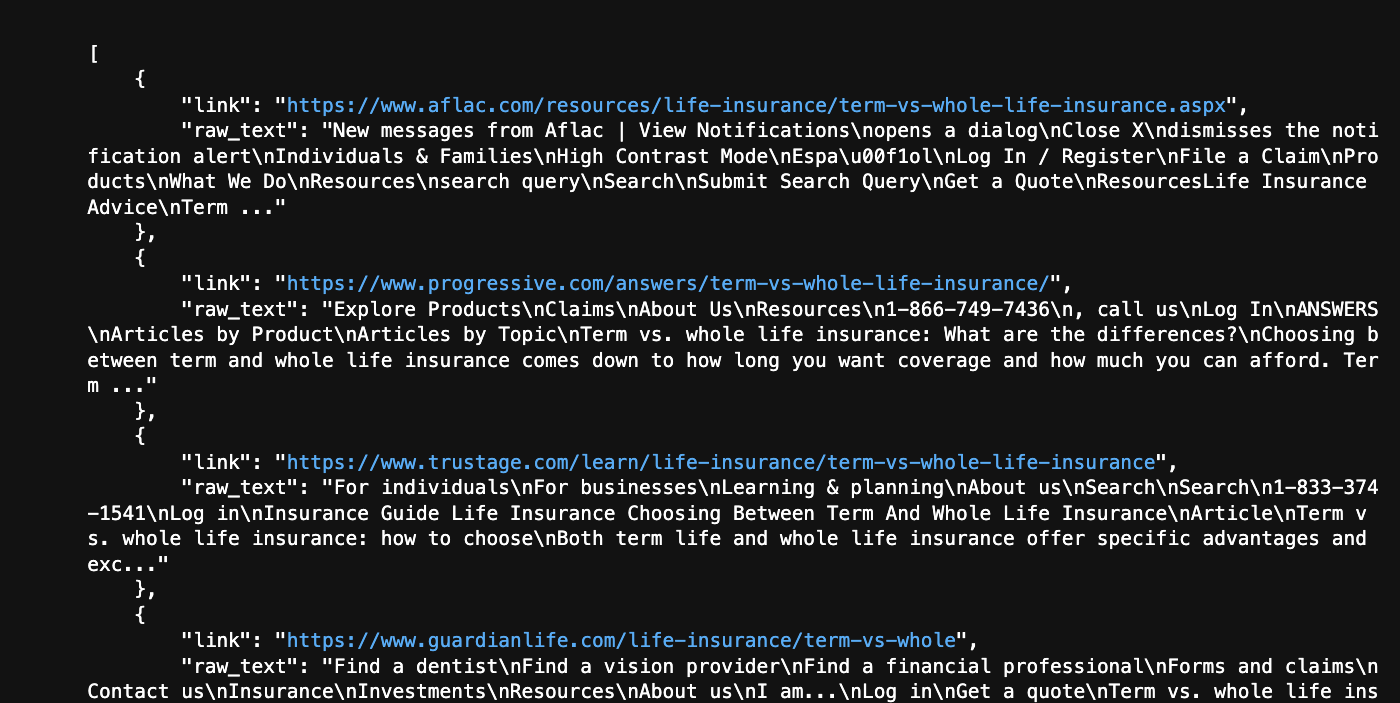 [
    {
        "link": "https://www.aflac.com/resources/life-insurance/term-vs-whole-life-insurance.aspx",
        "raw_text": "New messages from Aflac | View Notifications\nopens a dialog\nClose X\ndismisses the noti
fication alert\nIndividuals & Families\nHigh Contrast Mode\nEspa\u00f1ol\nLog In / Register\nFile a Claim\nPro
ducts\nWhat We Do\nResources\nsearch query\nSearch\nSubmit Search Query\nGet a Quote\nResourcesLife Insurance
Advice\nTerm ..."
    },
    {
        "link": "https://www.progressive.com/answers/term-vs-whole-life-insurance/",
        "raw_text": "Explore Products\nClaims\nAbout Us\nResources\n1-866-749-7436\n, call us\nLog In\nANSWERS
\nArticles by Product\nArticles by Topic\nTerm vs. whole life insurance: What are the differences?\nChoosing b
etween term and whole life insurance comes down to how long you want coverage and how much you can afford. Ter
m ..."
    },
    {
        "link": "https://www.trustage.com/learn/life-insurance/term-vs-whole-life-insurance",
        "raw_text": "For individuals\nFor businesses\nLearning & planning\nAbout us\nSearch\nSearch\n1-833-374
-1541\nLog in\nInsurance Guide Life Insurance Choosing Between Term And Whole Life Insurance\nArticle\nTerm v
s. whole life insurance: how to choose\nBoth term life and whole life insurance offer specific advantages and
exc..."
    },
    {
        "link": "https://www.guardianlife.com/life-insurance/term-vs-whole",
        "raw_text": "Find a dentist\nFind a vision provider\nFind a financial professional\nForms and claims\n
Contact us\nInsurance\nInvestments\nResources\nAbout us\nI am...\nLog in\nGet a quote\nTerm vs. whole life ins